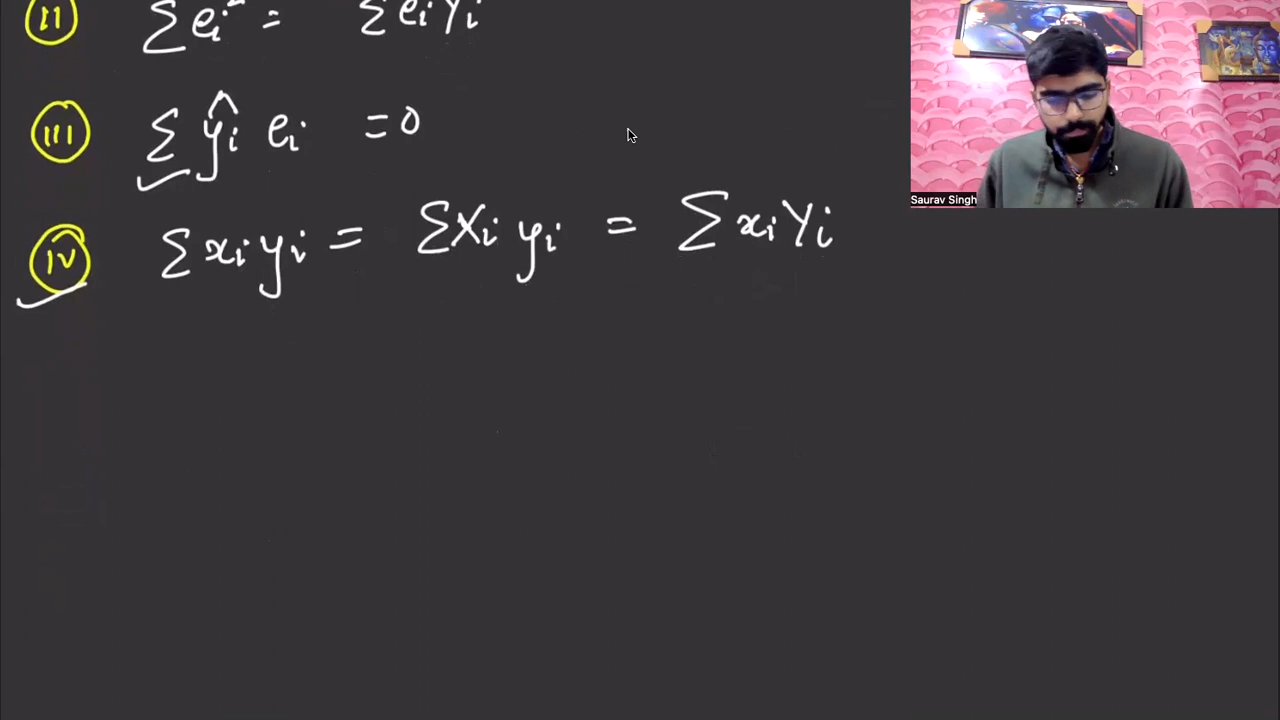 (ii) Σei² = Σei Yi
(iii) Σŷi ei = 0
(iv) Σxi yi = ΣXi yi = Σxi Yi
Saurav Singh